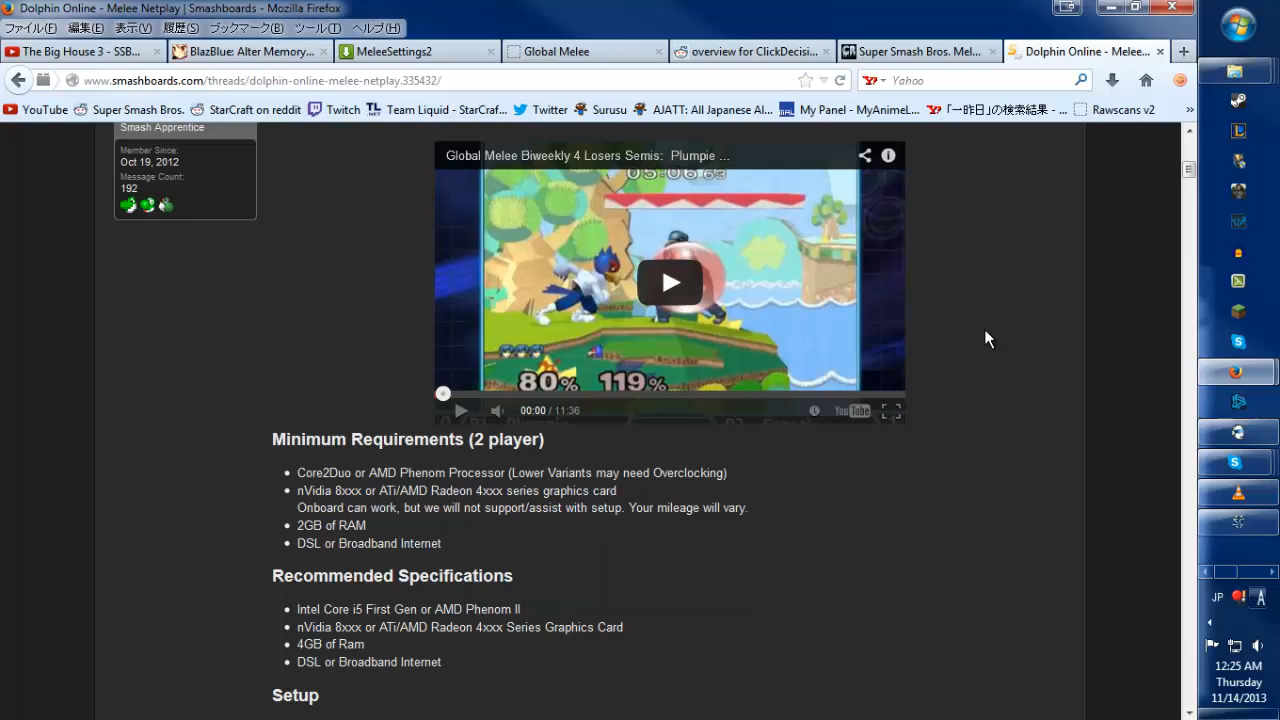 Dolphin Online - Melee Netplay | Smashboards - Mozilla Firefox
ファイル(F) 編集(E) 表示(V) 履歴(S) ブックマーク(B) ツール(T) ヘルプ(H)
The Big House 3 - SSB... × BlazBlue: Alter Memory... × MeleeSettings2 × Global Melee × overview for ClickDecisi... × Super Smash Bros. Mel... × Dolphin Online - Melee... × +
www.smashboards.com/threads/dolphin-online-melee-netplay.335432/ Yahoo
YouTube Super Smash Bros. StarCraft on reddit Twitch TL Team Liquid - StarCraf... Twitter Surusu AJATT: All Japanese Al... MAL My Panel - MyAnimeL... 「一昨日」の検索結果 - ... Rawscans v2 »
Smash Apprentice
Member Since:
Oct 19, 2012
Message Count:
192
Global Melee Biweekly 4 Losers Semis: Plumpie ...
05:06 63
80% 119%
00:00 / 11:36 YouTube
Minimum Requirements (2 player)
Core2Duo or AMD Phenom Processor (Lower Variants may need Overclocking)
nVidia 8xxx or ATi/AMD Radeon 4xxx series graphics card
Onboard can work, but we will not support/assist with setup. Your mileage will vary.
2GB of RAM
DSL or Broadband Internet
Recommended Specifications
Intel Core i5 First Gen or AMD Phenom II
nVidia 8xxx or ATi/AMD Radeon 4xxx Series Graphics Card
4GB of Ram
DSL or Broadband Internet
Setup
JP A
12:25 AM
Thursday
11/14/2013